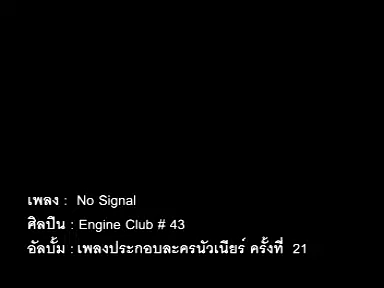 เพลง : No Signal
ศิลปิน : Engine Club # 43
อัลบั้ม : เพลงประกอบละครนัวเนียร์ ครั้งที่ 21